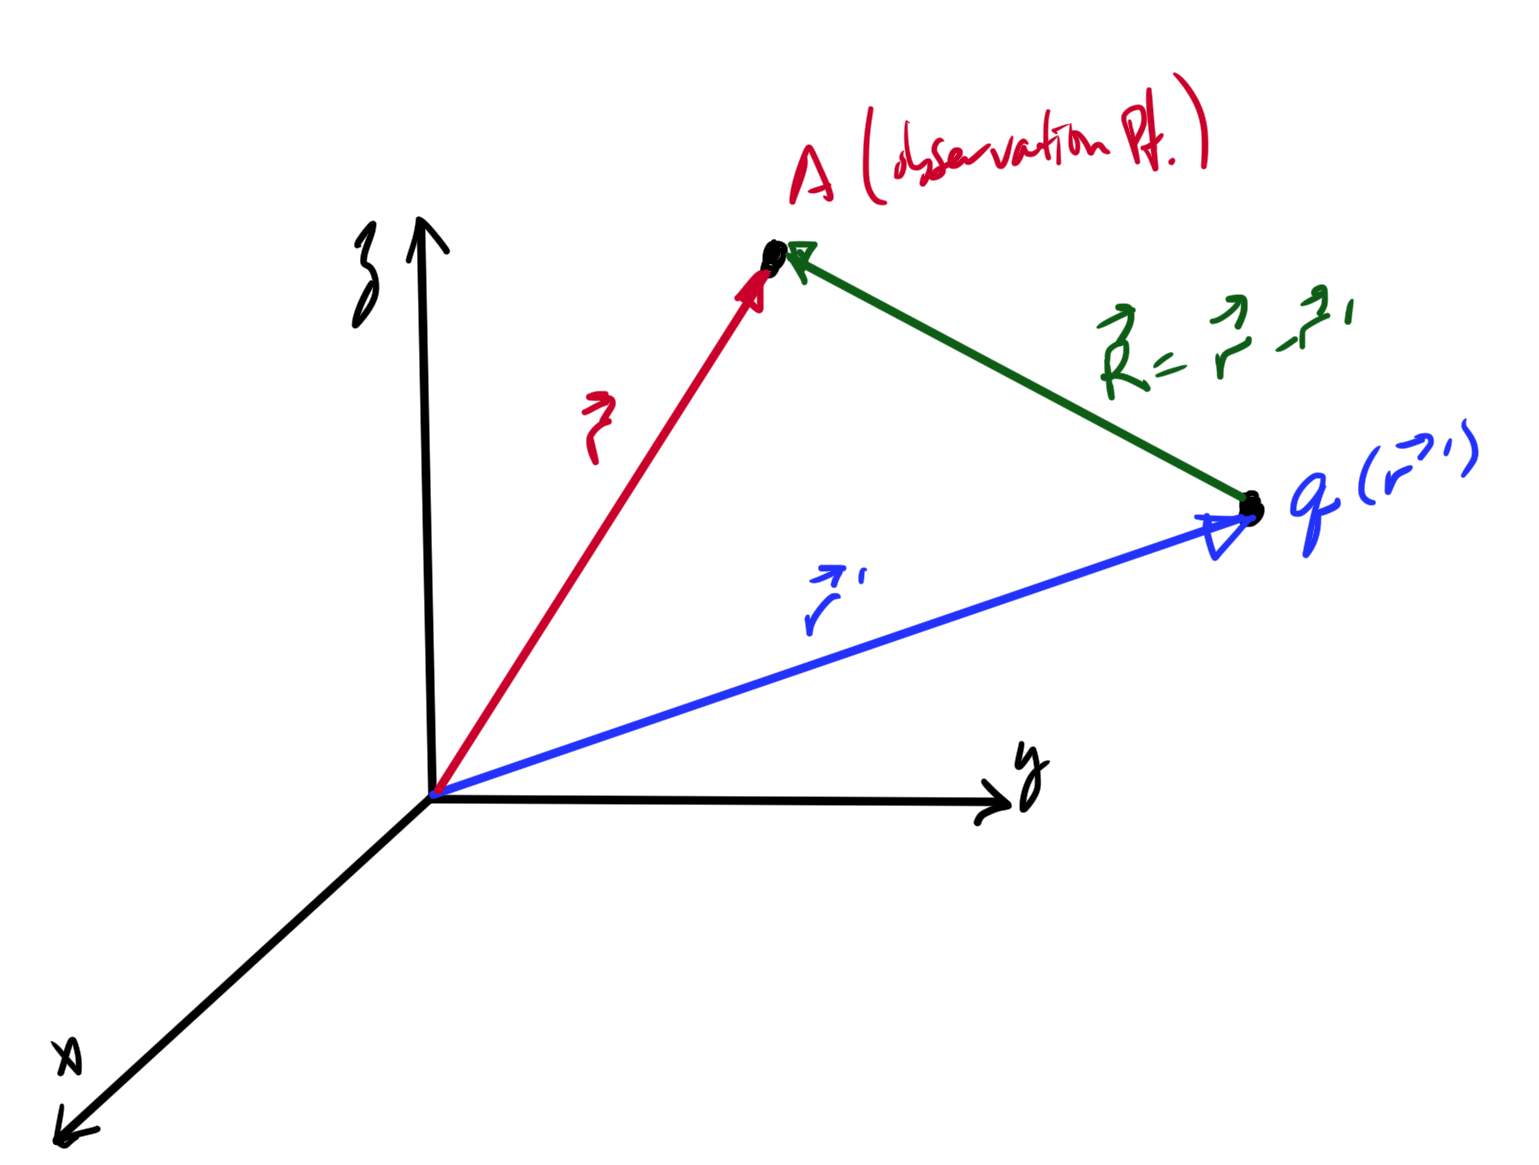 A (observation Pt.)
z
r⃗
R⃗ = r⃗ - r⃗ '
q (r⃗ ')
r⃗ '
y
x